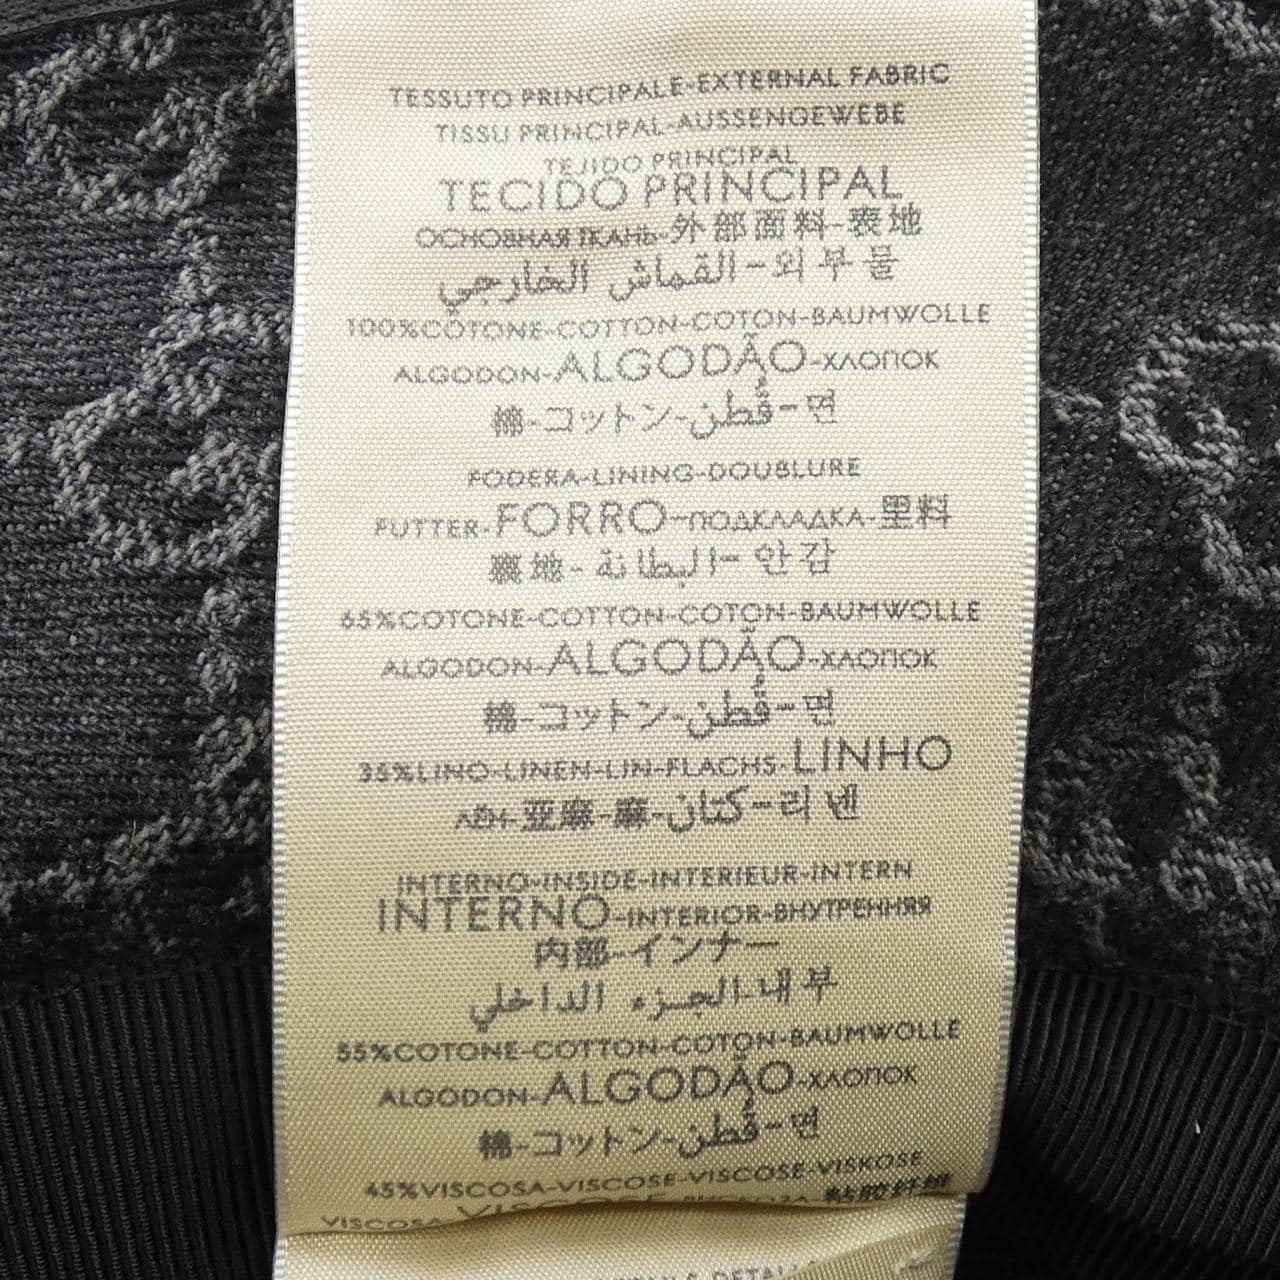 TESSUTO PRINCIPALE-EXTERNAL FABRIC
TISSU PRINCIPAL-AUSSENGEWEBE
TEJIDO PRINCIPAL
TECIDO PRINCIPAL
ОСНОВНАЯ ТКАНЬ-外部面料-表地
القماش الخارجي-외부물
100%COTONE-COTTON-COTON-BAUMWOLLE
ALGODON-ALGODÃO-ХЛОПОК
棉-コットン-قُطن-면
FODERA-LINING-DOUBLURE
FUTTER-FORRO-ПОДКЛАДКА-里料
裏地-البطانة-안감
65%COTONE-COTTON-COTON-BAUMWOLLE
ALGODON-ALGODÃO-ХЛОПОК
棉-コットン-قُطن-면
35%LINO-LINEN-LIN-FLACHS-LINHO
ЛЕН-亚麻-麻-كتان-리넨
INTERNO-INSIDE-INTERIEUR-INTERN
INTERNO-INTERIOR-ВНУТРЕННЯЯ
内部-インナー
الجزء الداخلي-내부
55%COTONE-COTTON-COTON-BAUMWOLLE
ALGODON-ALGODÃO-ХЛОПОК
棉-コットン-قُطن-면
45%VISCOSA-VISCOSE-VISCOSE-VISKOSE
VISCOSA